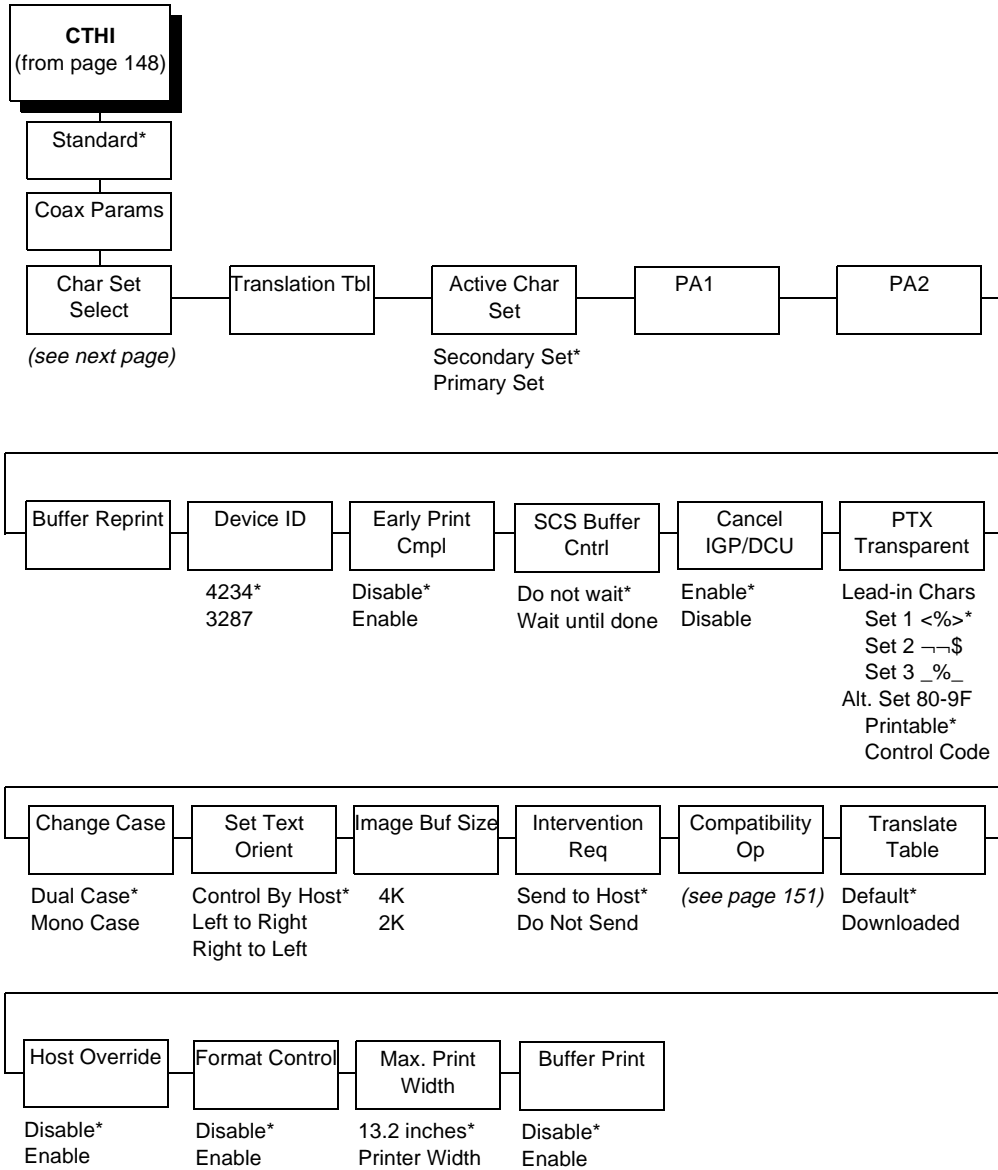 CTHI
(from page 148)
Standard*
Coax Params
Char Set
Select
(see next page)
Translation Tbl
Active Char
Set
Secondary Set*
Primary Set
PA1
PA2
Buffer Reprint
Device ID
4234*
3287
Early Print
Cmpl
Disable*
Enable
SCS Buffer
Cntrl
Do not wait*
Wait until done
Cancel
IGP/DCU
Enable*
Disable
PTX
Transparent
Lead-in Chars
Set 1 <%>*
Set 2 ¬¬$
Set 3 _%_
Alt. Set 80-9F
Printable*
Control Code
Change Case
Dual Case*
Mono Case
Set Text
Orient
Control By Host*
Left to Right
Right to Left
Image Buf Size
4K
2K
Intervention
Req
Send to Host*
Do Not Send
Compatibility
Op
(see page 151)
Translate
Table
Default*
Downloaded
Host Override
Disable*
Enable
Format Control
Disable*
Enable
Max. Print
Width
13.2 inches*
Printer Width
Buffer Print
Disable*
Enable